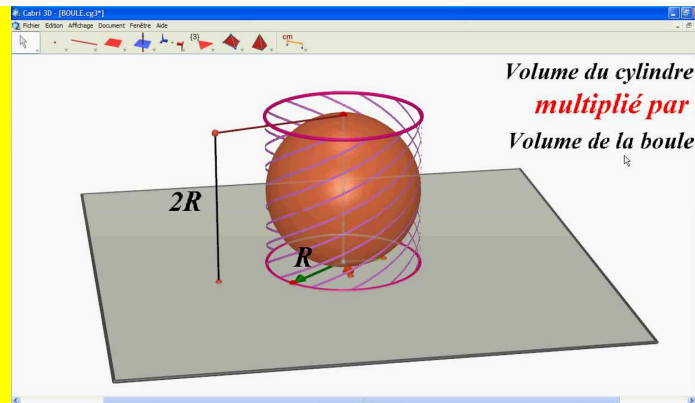 Cabri 3D - [BOULE.cg3*]
Fichier Edition Affichage Document Fenêtre Aide
{3}
cm
Volume du cylindre
multiplié par
Volume de la boule
2R
R